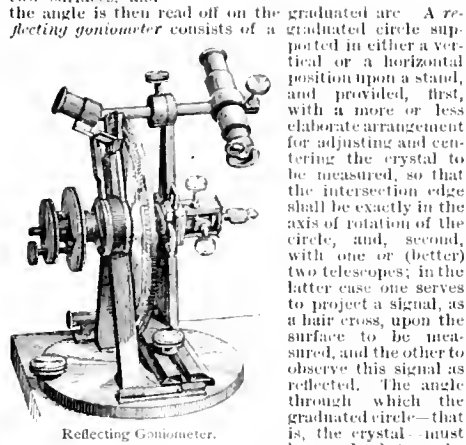 the angle is then read off on the graduated arc A re-
flecting goniometer consists of a graduated circle sup-
ported in either a ver-
tical or a horizontal
position upon a stand,
and provided, first,
with a more or less
elaborate arrangement
for adjusting and cen-
tering the crystal to
be measured, so that
the intersection edge
shall be exactly in the
axis of rotation of the
circle, and, second,
with one or (better)
two telescopes; in the
latter case one serves
to project a signal, as
a hair cross, upon the
surface to be mea-
sured, and the other to
observe this signal as
reflected. The angle
through which the
graduated circle—that
is, the crystal—must
Reflecting Goniometer.